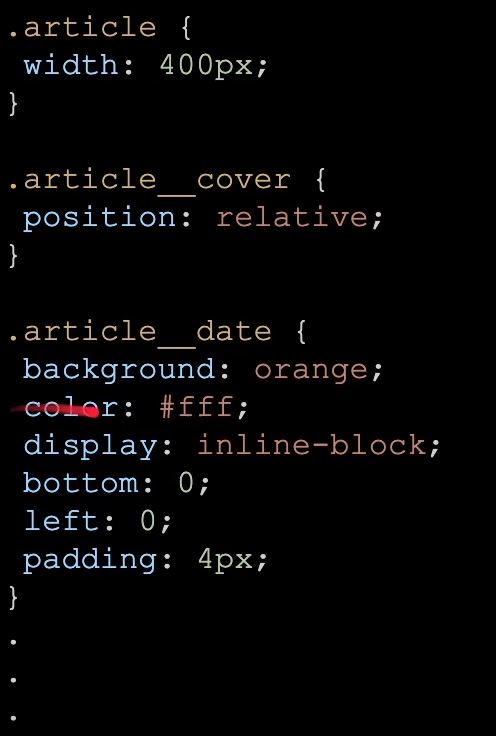 .article {
width: 400px;
}
.article__cover {
position: relative;
}
.article__date {
background: orange;
color: #fff;
display: inline-block;
bottom: 0;
left: 0;
padding: 4px;
}
.
.
.